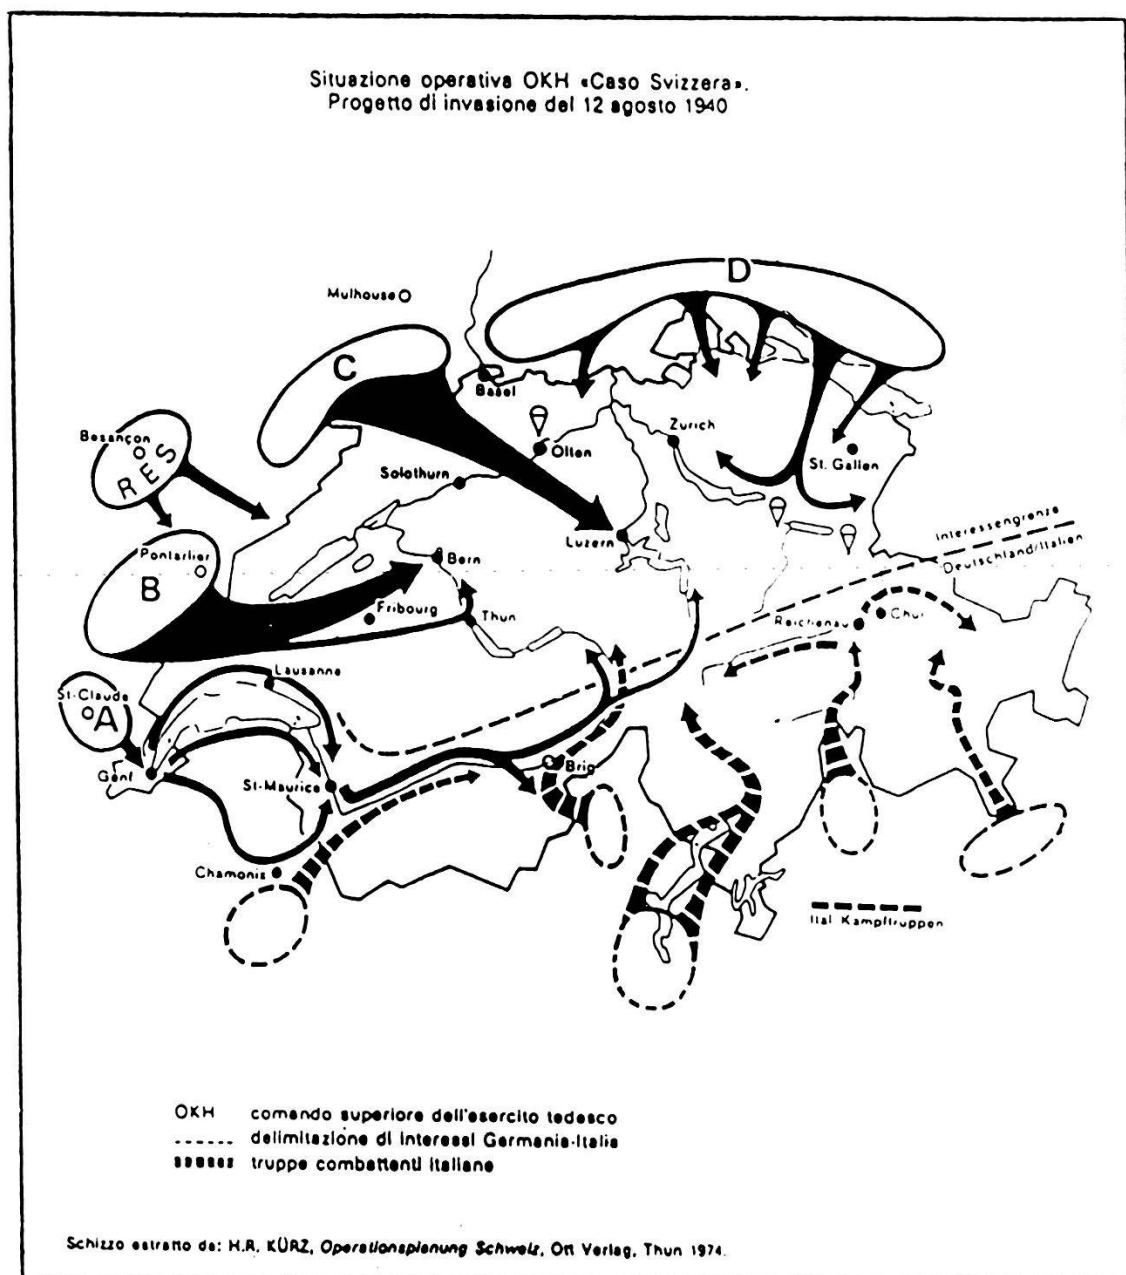 Situazione operativa OKH «Caso Svizzera».
Progetto di invasione del 12 agosto 1940
D
Mulhouse
C
Basel
Besançon
RES
Olten
Zürich
St. Gallen
Solothurn
Luzern
Interessengrenze
Deutschland/Italien
Pontarlier
B
Bern
Fribourg
Thun
Reichenau
Chur
Lausanne
St-Claude
A
Genf
St-Maurice
Brig
Chamonix
Ital Kampftruppen
OKH comando superiore dell'esercito tedesco
delimitazione di interessi Germania-Italia
truppe combattenti italiane
Schizzo estratto da: H.R. KÜRZ, Operationsplanung Schweiz, Ott Verlag, Thun 1974.